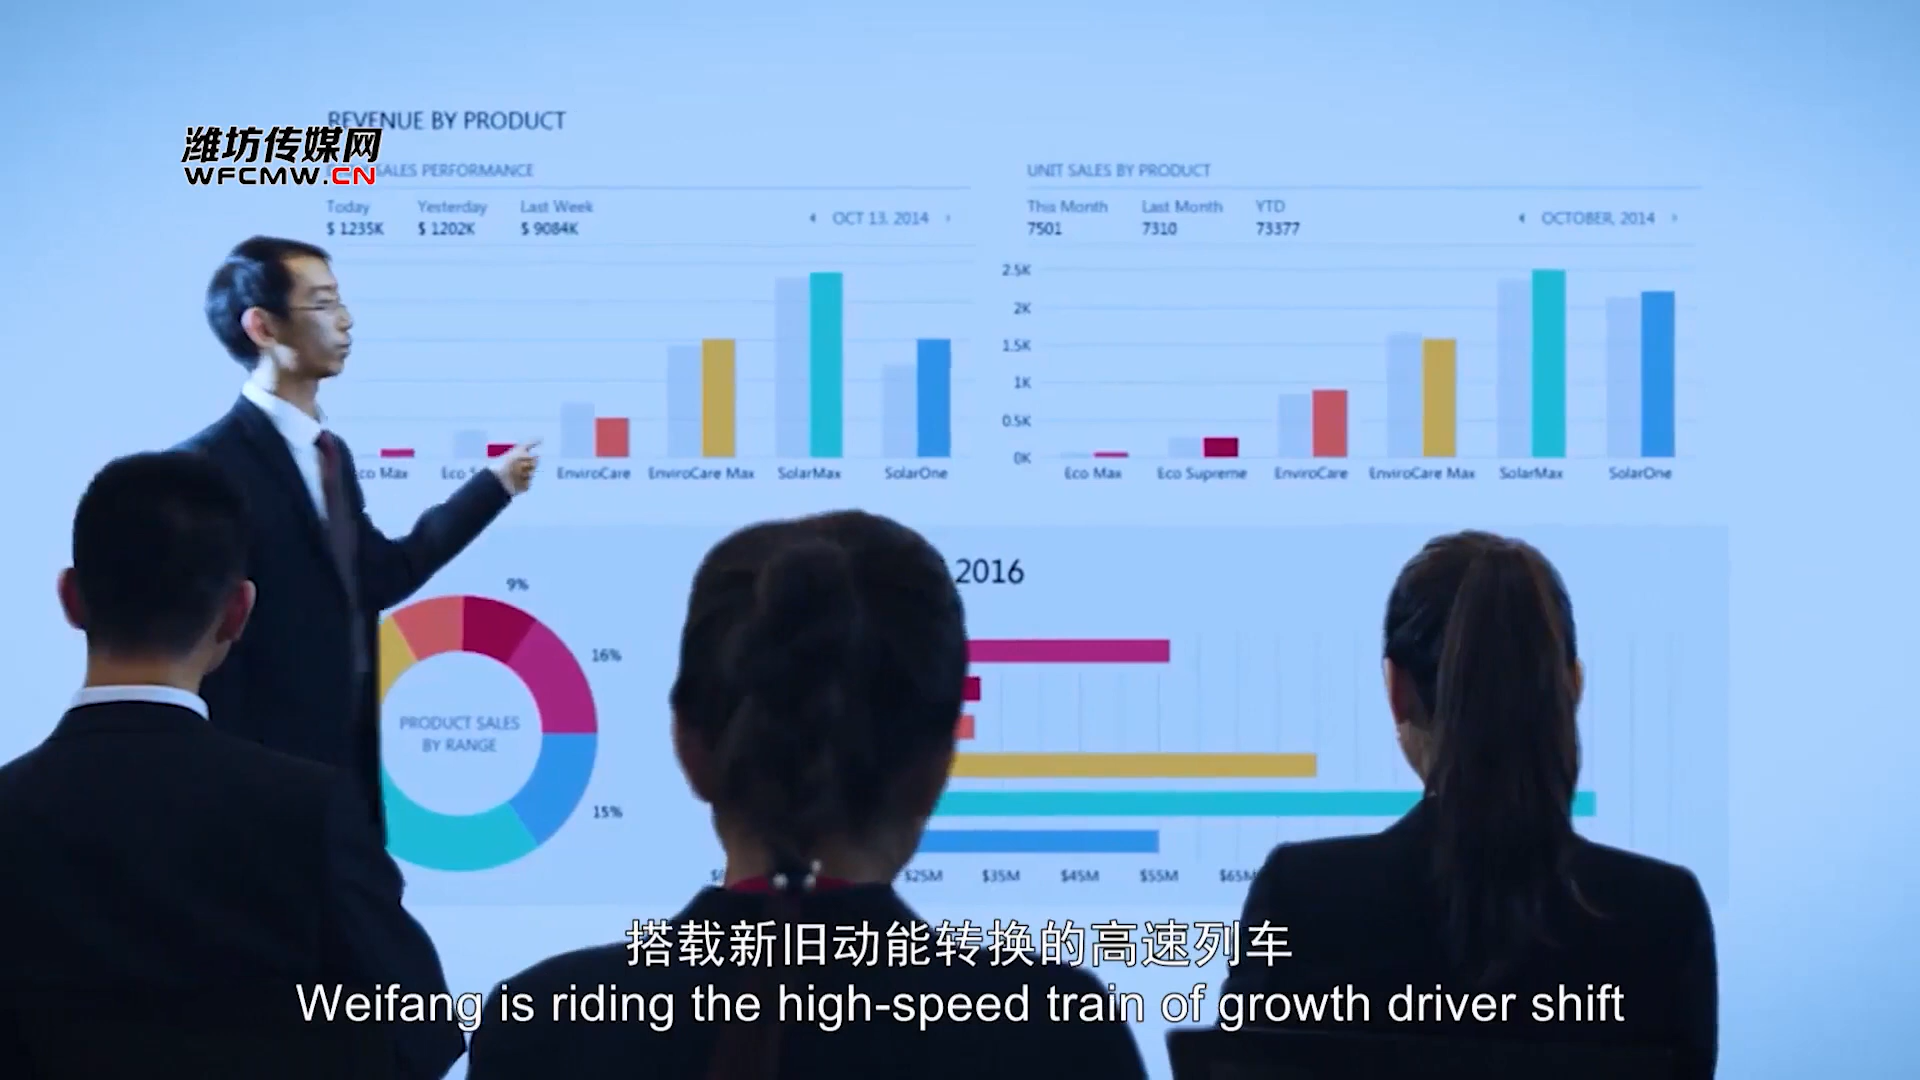 REVENUE BY PRODUCT
潍坊传媒网
WFCMW.CN
SALES PERFORMANCE
Today Yesterday Last Week
$ 1235K $ 1202K $ 9084K
OCT 13, 2014
Eco Max
EnviroCare EnviroCare Max SolarMax SolarOne
UNIT SALES BY PRODUCT
This Month Last Month YTD
7501 7310 73377
OCTOBER, 2014
2.5K
2K
1.5K
1K
0.5K
0K
Eco Max Eco Supreme EnviroCare EnviroCare Max SolarMax SolarOne
9%
16%
15%
PRODUCT SALES
BY RANGE
2016
$25M $35M $45M $55M $65M
搭载新旧动能转换的高速列车
Weifang is riding the high-speed train of growth driver shift